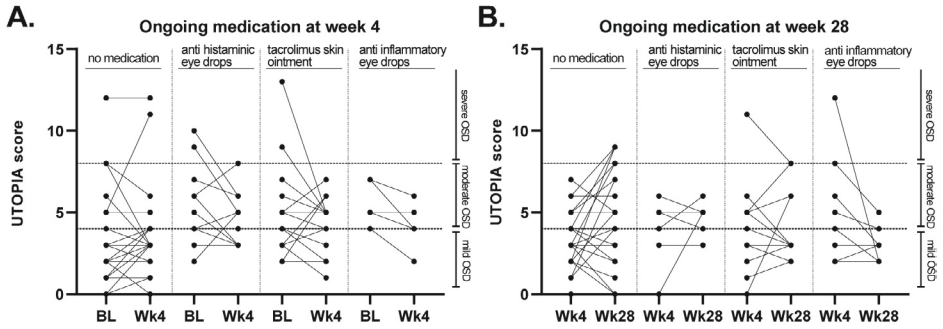 A.
Ongoing medication at week 4
UTOPIA score
15
10
5
0
no medication
anti histaminic
eye drops
tacrolimus skin
ointment
anti inflammatory
eye drops
severe OSD
moderate OSD
mild OSD
BL Wk4 BL Wk4 BL Wk4 BL Wk4
B.
Ongoing medication at week 28
UTOPIA score
15
10
5
0
no medication
anti histaminic
eye drops
tacrolimus skin
ointment
anti inflammatory
eye drops
severe OSD
moderate OSD
mild OSD
Wk4 Wk28 Wk4 Wk28 Wk4 Wk28 Wk4 Wk28